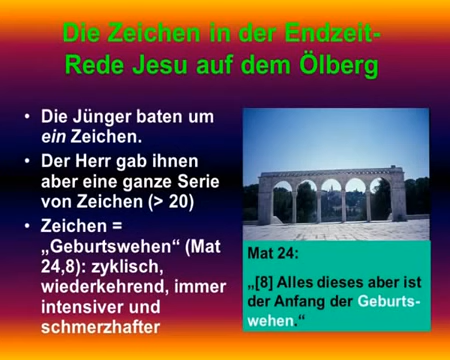 Die Zeichen in der Endzeit-
Rede Jesu auf dem Ölberg
• Die Jünger baten um
ein Zeichen.
• Der Herr gab ihnen
aber eine ganze Serie
von Zeichen (> 20)
• Zeichen =
„Geburtswehen“ (Mat
24,8): zyklisch,
wiederkehrend, immer
intensiver und
schmerzhafter
Mat 24:
„[8] Alles dieses aber ist
der Anfang der Geburts-
wehen.“